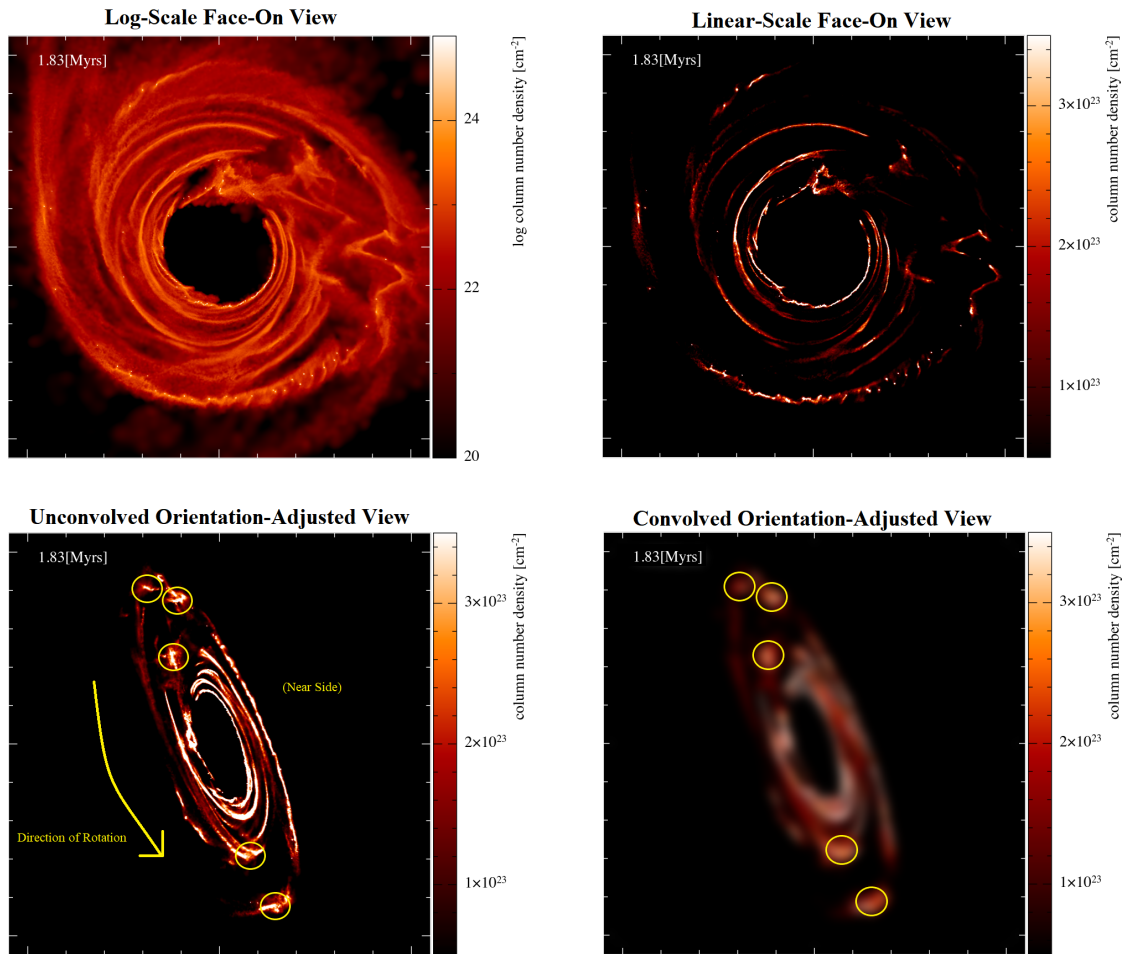 Log-Scale Face-On View
1.83[Myrs]
24
22
20
log column number density [cm⁻²]
Linear-Scale Face-On View
1.83[Myrs]
3×10²³
2×10²³
1×10²³
column number density [cm⁻²]
Unconvolved Orientation-Adjusted View
1.83[Myrs]
(Near Side)
Direction of Rotation
3×10²³
2×10²³
1×10²³
column number density [cm⁻²]
Convolved Orientation-Adjusted View
1.83[Myrs]
3×10²³
2×10²³
1×10²³
column number density [cm⁻²]